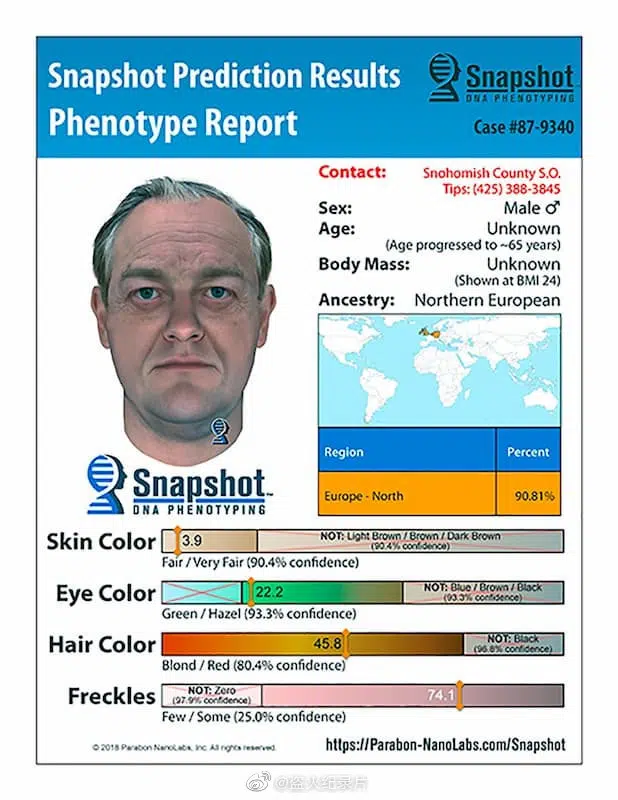 Snapshot Prediction Results
Phenotype Report
Snapshot™
DNA PHENOTYPING
Case #87-9340
Contact: Snohomish County S.O.
Tips: (425) 388-3845
Sex: Male ♂
Age: Unknown
(Age progressed to ~65 years)
Body Mass: Unknown
(Shown at BMI 24)
Ancestry: Northern European
Region Percent
Europe - North 90.81%
Snapshot™
DNA PHENOTYPING
Skin Color 3.9 NOT: Light Brown / Brown / Dark Brown
(90.4% confidence)
Fair / Very Fair (90.4% confidence)
Eye Color 22.2 NOT: Blue / Brown / Black
(93.3% confidence)
Green / Hazel (93.3% confidence)
Hair Color 45.8 NOT: Black
(96.8% confidence)
Blond / Red (80.4% confidence)
Freckles NOT: Zero 74.1
(97.9% confidence)
Few / Some (25.0% confidence)
© 2018 Parabon NanoLabs, Inc. All rights reserved.
https://Parabon-NanoLabs.com/Snapshot
@盗火纪录片